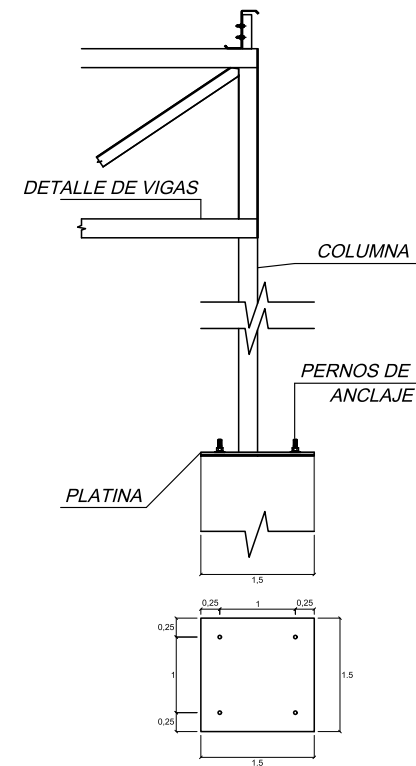 DETALLE DE VIGAS
COLUMNA
PERNOS DE
ANCLAJE
PLATINA
1,5
0,25 1 0,25
0,25
1
0,25
1.5
1.5